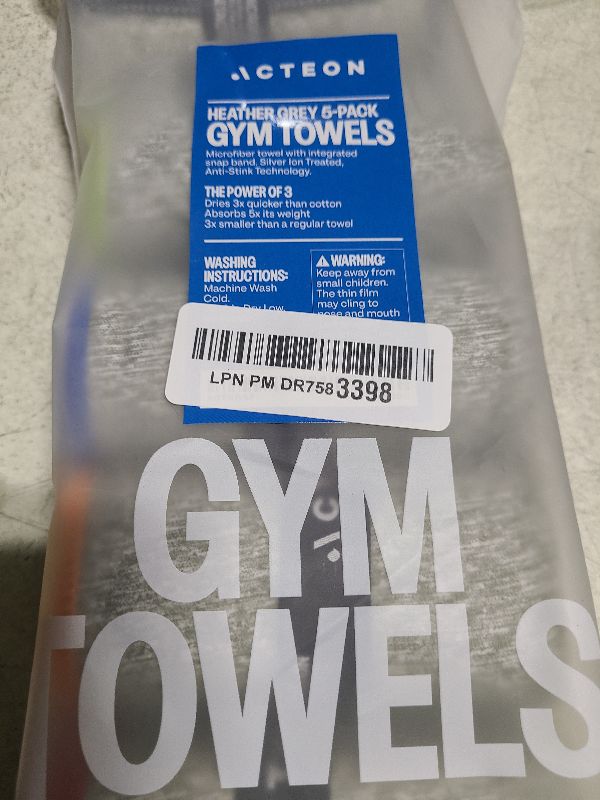 ACTEON
HEATHER GREY 5-PACK
GYM TOWELS
Microfiber towel with integrated
snap band, Silver Ion Treated,
Anti-Stink Technology.
THE POWER OF 3
Dries 3x quicker than cotton
Absorbs 5x its weight
3x smaller than a regular towel
WASHING
INSTRUCTIONS:
Machine Wash
Cold.
Dry Low.
WARNING:
Keep away from
small children.
The thin film
may cling to
nose and mouth
LPN PM DR7583398
GYM
TOWELS